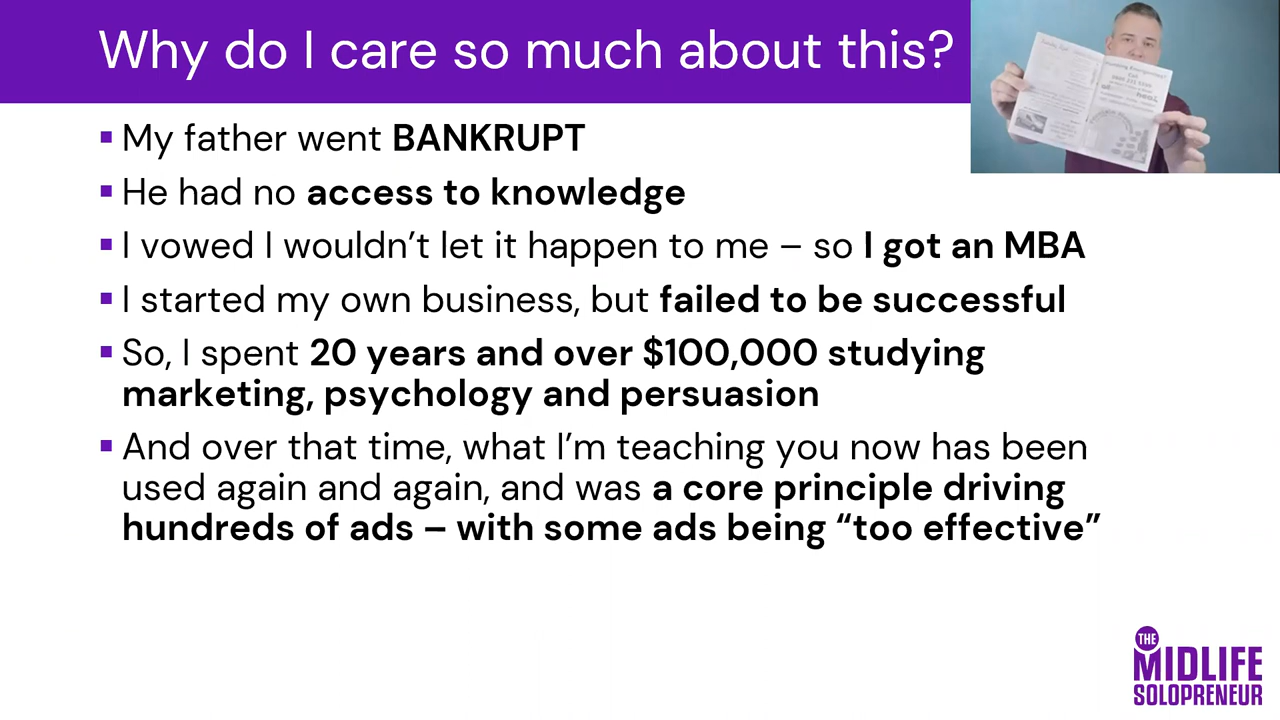 Why do I care so much about this?
▪ My father went BANKRUPT
▪ He had no access to knowledge
▪ I vowed I wouldn’t let it happen to me – so I got an MBA
▪ I started my own business, but failed to be successful
▪ So, I spent 20 years and over $100,000 studying
marketing, psychology and persuasion
▪ And over that time, what I’m teaching you now has been
used again and again, and was a core principle driving
hundreds of ads – with some ads being “too effective”
THE
MIDLIFE
SOLOPRENEUR